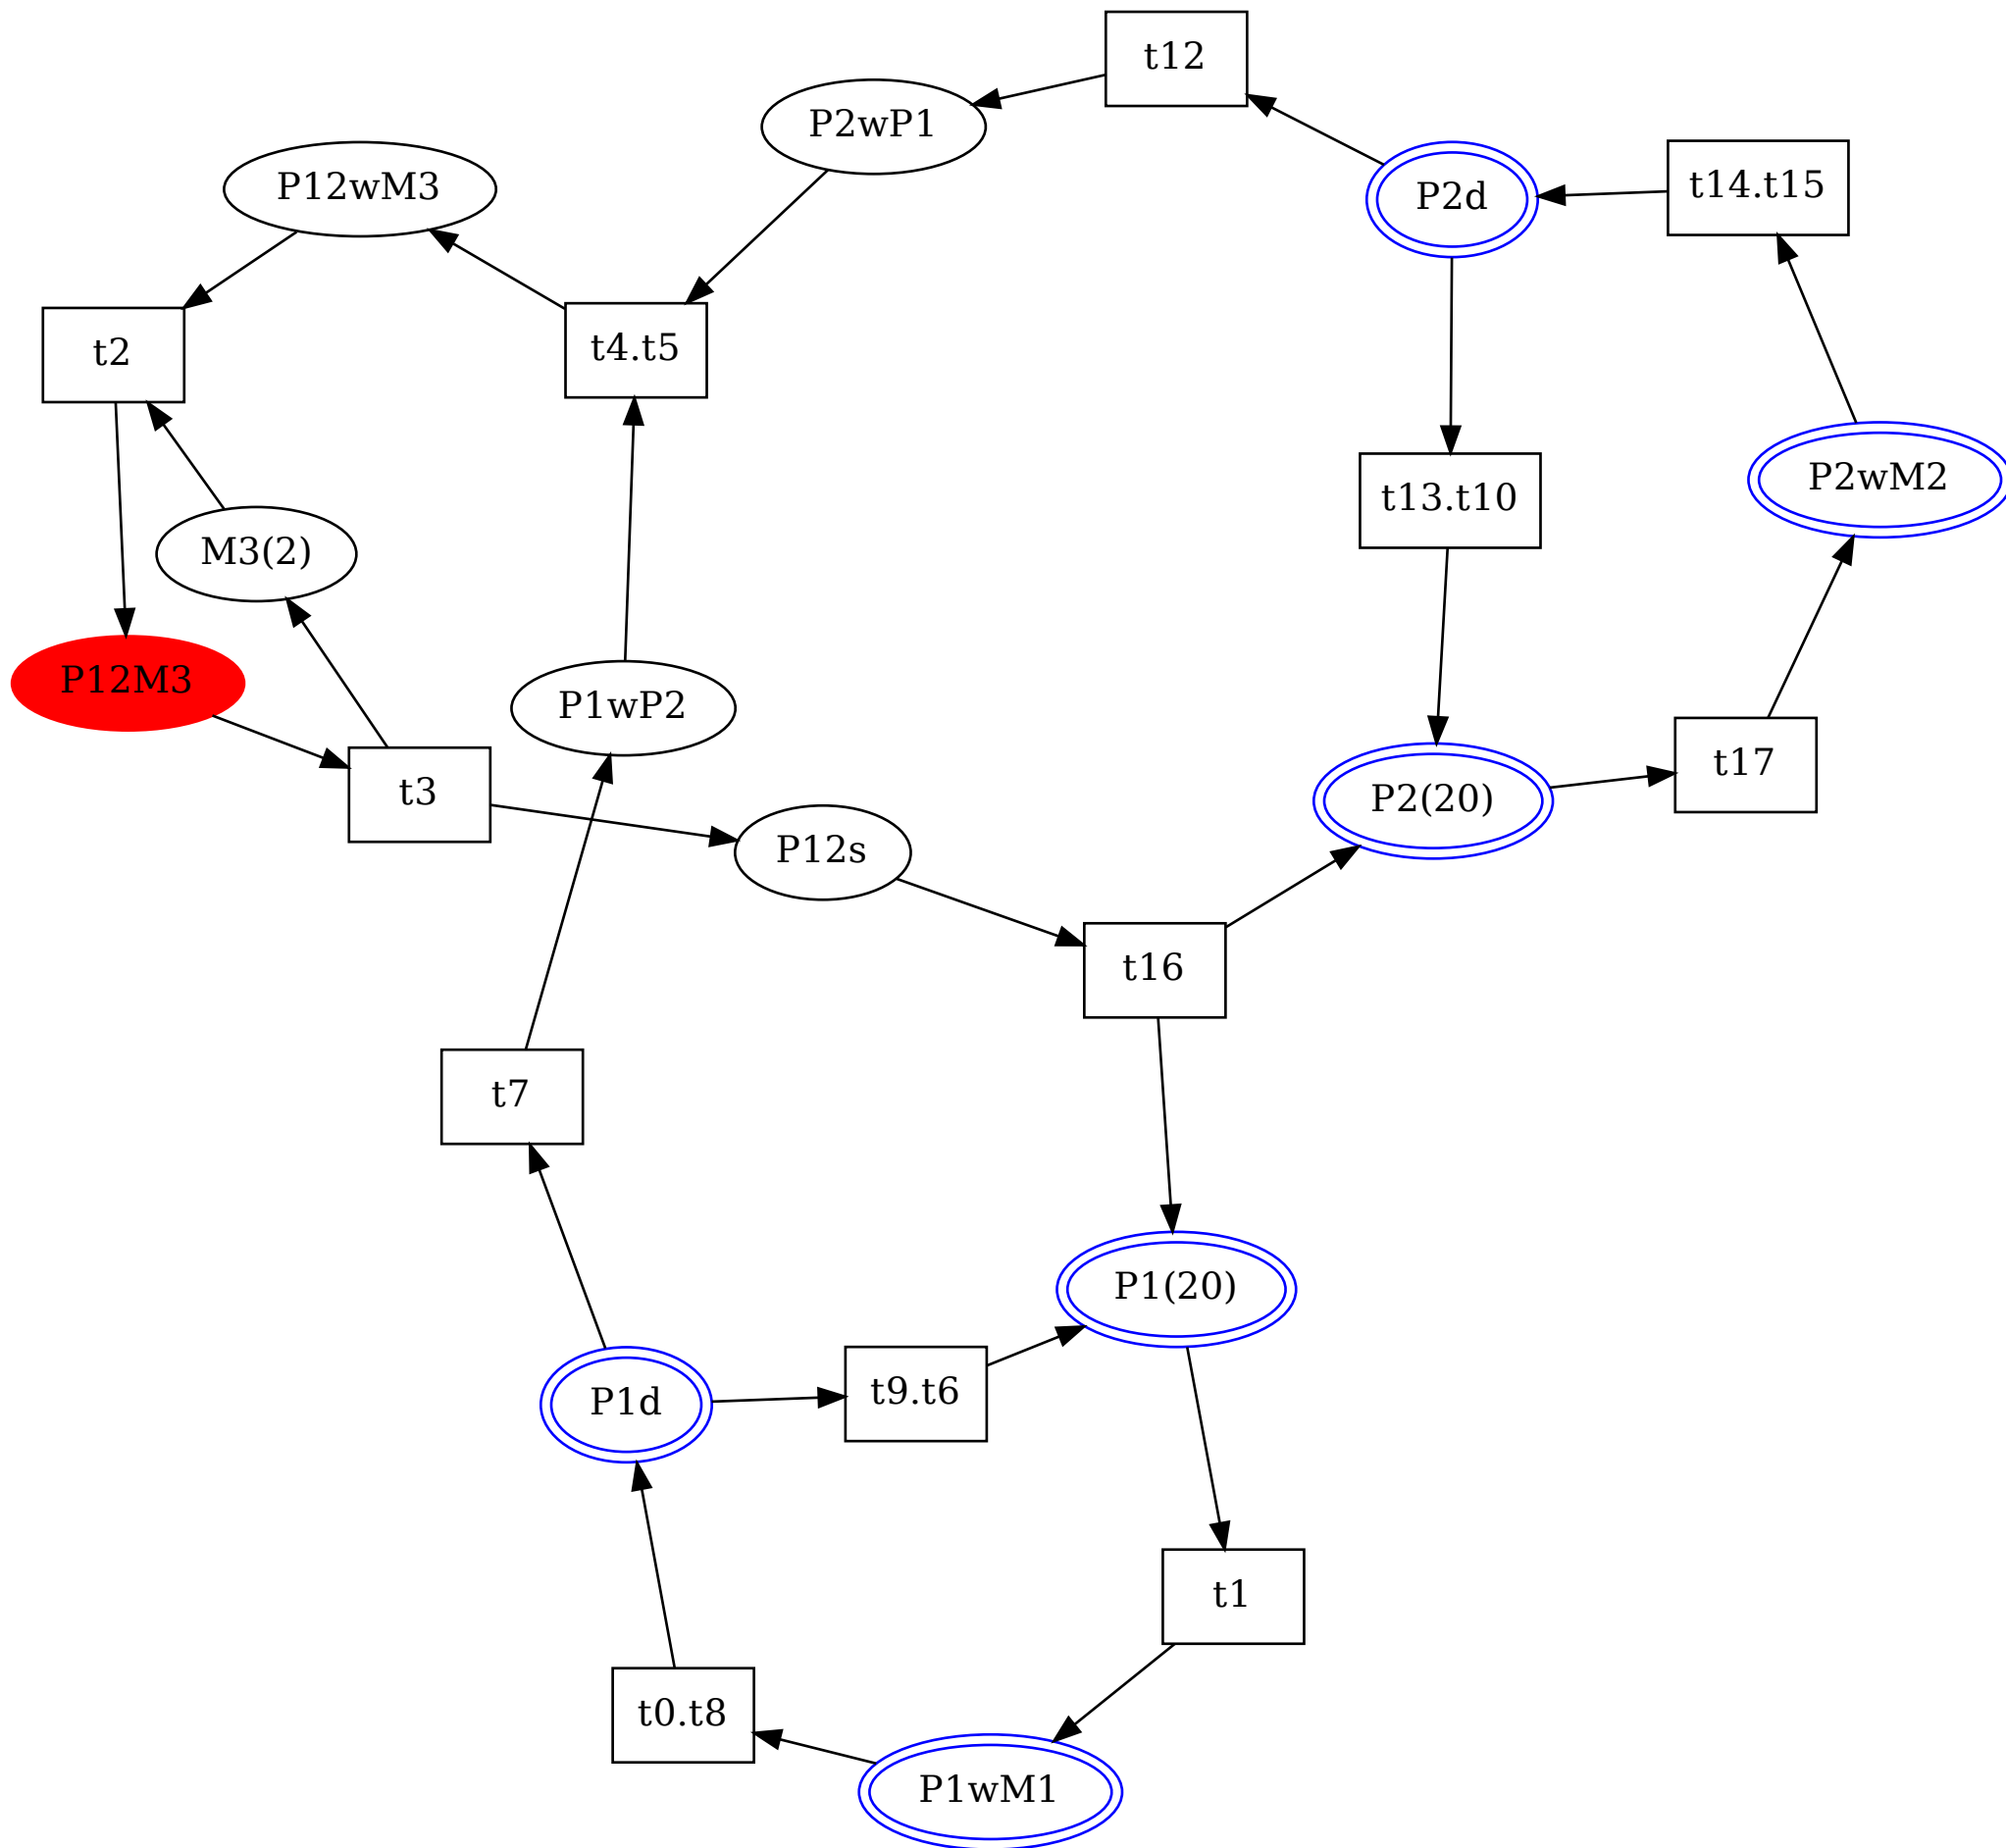 t12
P2wP1
P12wM3
P2d
t14.t15
t2
t4.t5
P2wM2
t13.t10
M3(2)
P12M3
P1wP2
t3
P12s
P2(20)
t17
t16
t7
P1(20)
P1d
t9.t6
t1
t0.t8
P1wM1